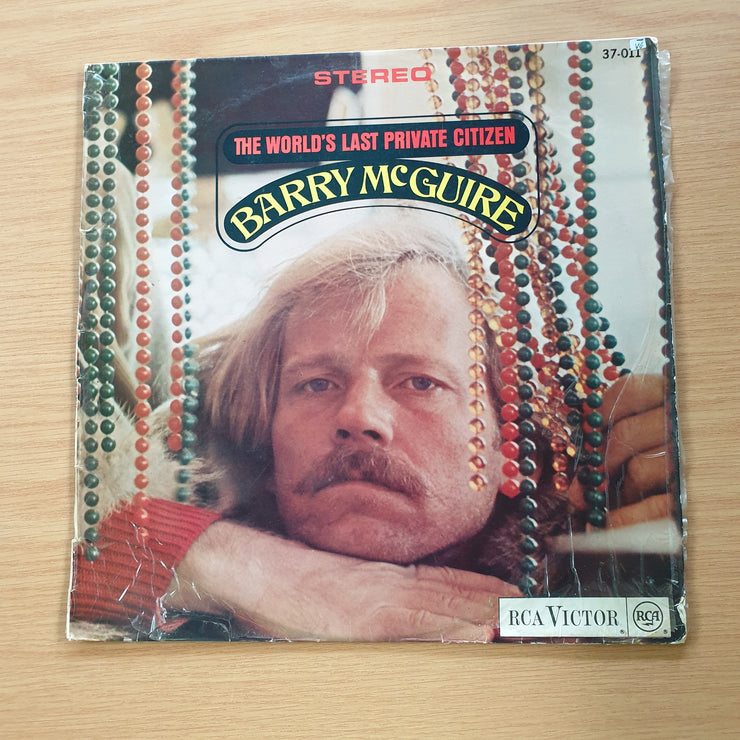 STEREO
37-011
THE WORLD'S LAST PRIVATE CITIZEN
BARRY McGUIRE
RCA VICTOR
RCA